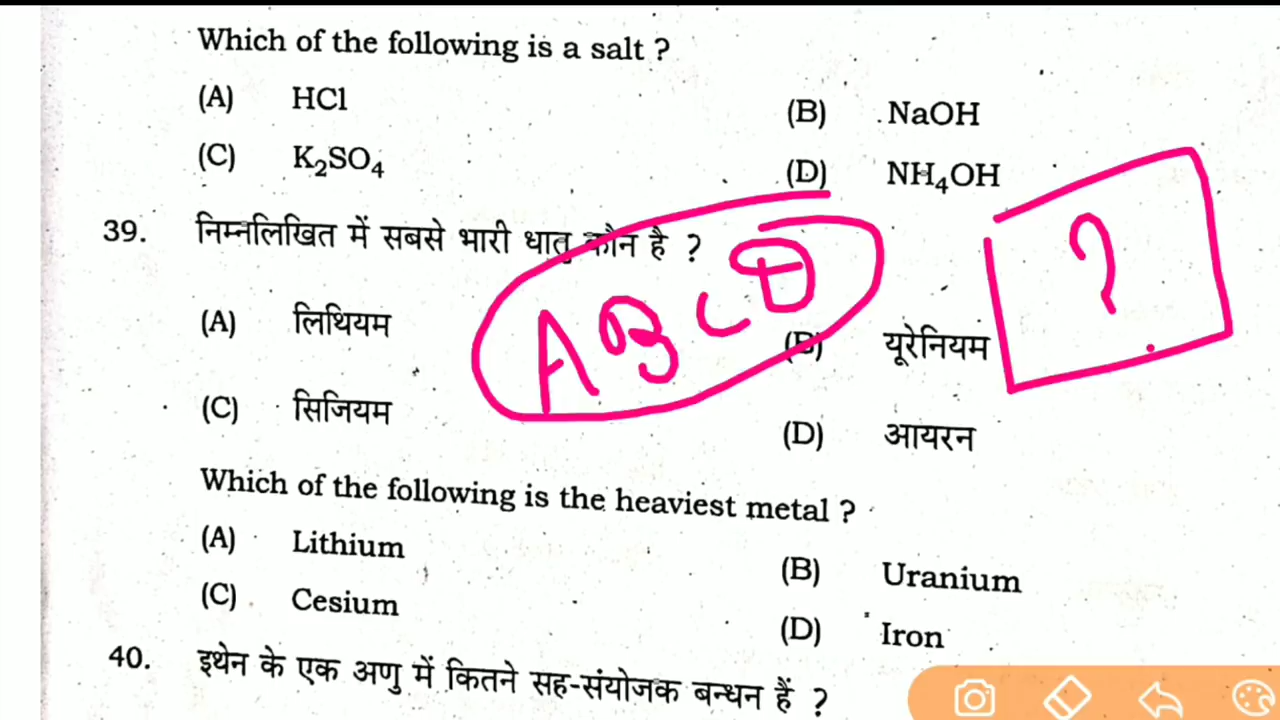 Which of the following is a salt ?
(A) HCl (B) NaOH
(C) K₂SO₄ (D) NH₄OH
39. निम्नलिखित में सबसे भारी धातु कौन है ?
?
A B C D
(A) लिथियम (B) यूरेनियम
(C) सिजियम (D) आयरन
Which of the following is the heaviest metal ?
(A) Lithium (B) Uranium
(C) Cesium (D) Iron
40. इथेन के एक अणु में कितने सह-संयोजक बन्धन हैं ?